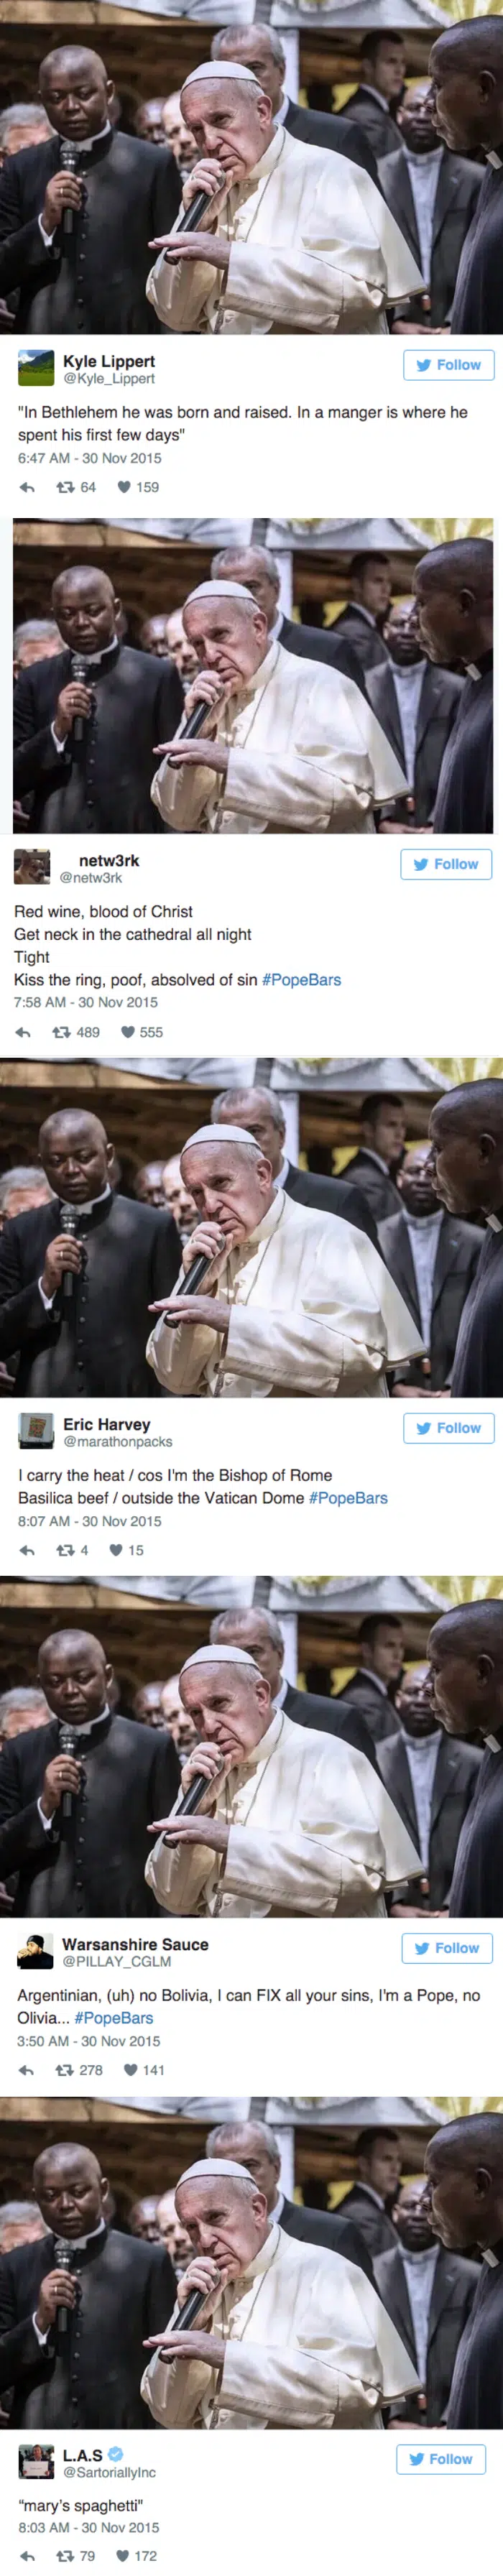 Kyle Lippert
Follow
@Kyle_Lippert
"In Bethlehem he was born and raised. In a manger is where he
spent his first few days"
6:47 AM - 30 Nov 2015
64 159
netw3rk
Follow
@netw3rk
Red wine, blood of Christ
Get neck in the cathedral all night
Tight
Kiss the ring, poof, absolved of sin #PopeBars
7:58 AM - 30 Nov 2015
489 555
Eric Harvey
Follow
@marathonpacks
I carry the heat / cos I'm the Bishop of Rome
Basilica beef / outside the Vatican Dome #PopeBars
8:07 AM - 30 Nov 2015
4 15
Warsanshire Sauce
Follow
@PILLAY_CGLM
Argentinian, (uh) no Bolivia, I can FIX all your sins, I'm a Pope, no
Olivia... #PopeBars
3:50 AM - 30 Nov 2015
278 141
L.A.S
Follow
@SartoriallyInc
“mary’s spaghetti"
8:03 AM - 30 Nov 2015
79 172